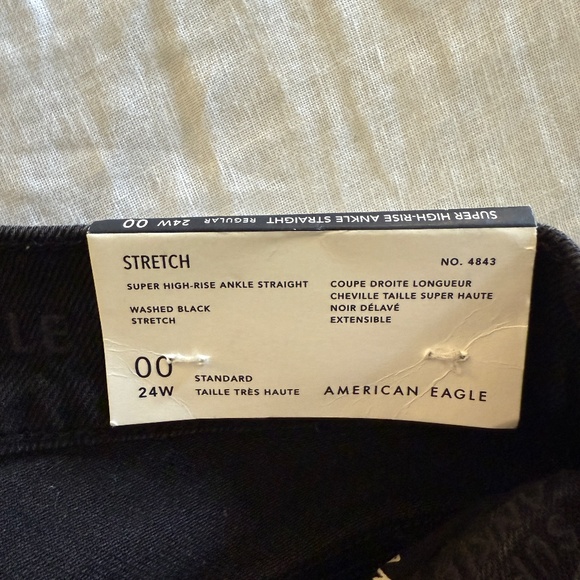 SUPER HIGH-RISE ANKLE STRAIGHT REGULAR 24W 00
STRETCH
NO. 4843
SUPER HIGH-RISE ANKLE STRAIGHT
WASHED BLACK
STRETCH
COUPE DROITE LONGUEUR
CHEVILLE TAILLE SUPER HAUTE
NOIR DÉLAVÉ
EXTENSIBLE
00
24W
STANDARD
TAILLE TRÈS HAUTE
AMERICAN EAGLE